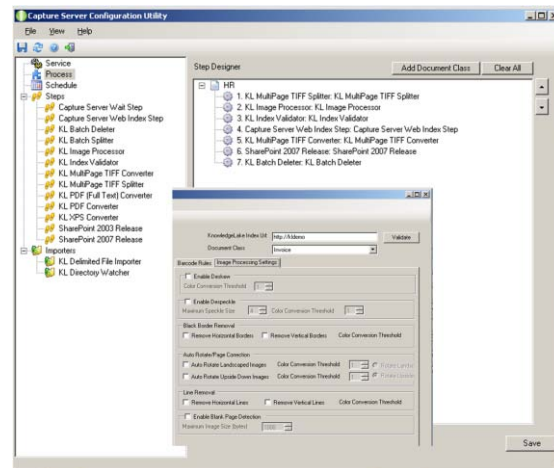 Capture Server Configuration Utility
File View Help
Service
Process
Schedule
Steps
Capture Server Wait Step
Capture Server Web Index Step
KL Batch Deleter
KL Batch Splitter
KL Image Processor
KL Index Validator
KL MultiPage TIFF Converter
KL MultiPage TIFF Splitter
KL PDF (Full Text) Converter
KL PDF Converter
KL XPS Converter
SharePoint 2003 Release
SharePoint 2007 Release
Importers
KL Delimited File Importer
KL Directory Watcher
Step Designer
Add Document Class
Clear All
HR
1. KL MultiPage TIFF Splitter: KL MultiPage TIFF Splitter
2. KL Image Processor: KL Image Processor
3. KL Index Validator: KL Index Validator
4. Capture Server Web Index Step: Capture Server Web Index Step
5. KL MultiPage TIFF Converter: KL MultiPage TIFF Converter
6. SharePoint 2007 Release: SharePoint 2007 Release
7. KL Batch Deleter: KL Batch Deleter
KnowledgeLake Index Url
Validate
Document Class Invoice
Barcode Rules Image Processing Settings
Enable Deskew
Color Conversion Threshold
Enable Despeckle
Maximum Speckle Size Color Conversion Threshold
Black Border Removal
Remove Horizontal Borders Remove Vertical Borders Color Conversion Threshold
Auto Rotate/Page Correction
Auto Rotate Landscaped Images Color Conversion Threshold Rotate
Auto Rotate Upside Down Images Color Conversion Threshold Rotate
Line Removal
Remove Horizontal Lines Remove Vertical Lines Color Conversion Threshold
Enable Blank Page Detection
Maximum Image Size (bytes)
Save